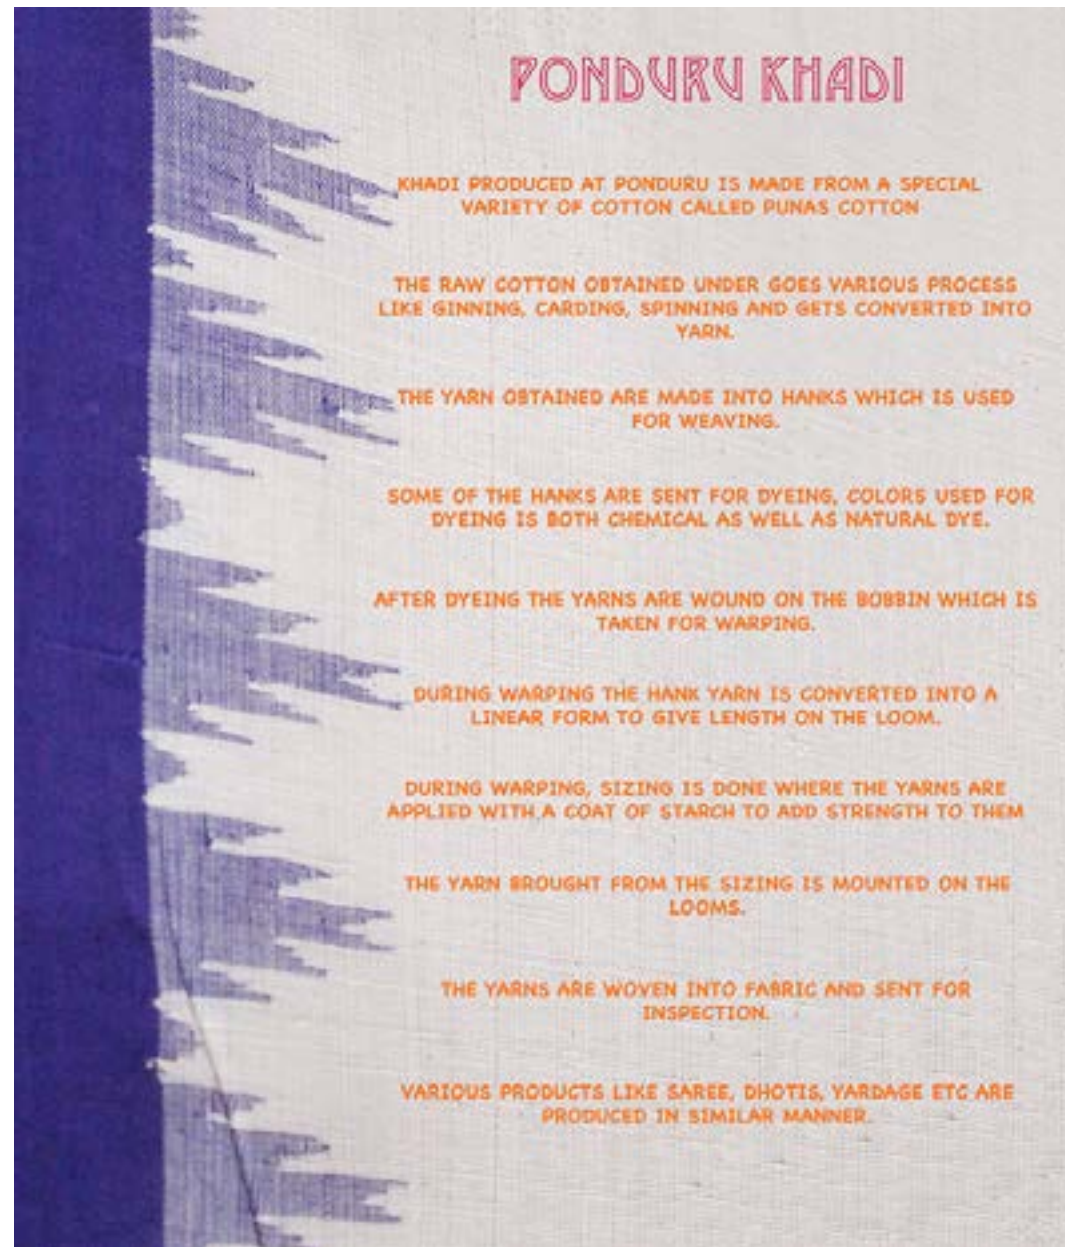 PONDURU KHADI
KHADI PRODUCED AT PONDURU IS MADE FROM A SPECIAL
VARIETY OF COTTON CALLED PUNAS COTTON
THE RAW COTTON OBTAINED UNDER GOES VARIOUS PROCESS
LIKE GINNING, CARDING, SPINNING AND GETS CONVERTED INTO
YARN.
THE YARN OBTAINED ARE MADE INTO HANKS WHICH IS USED
FOR WEAVING.
SOME OF THE HANKS ARE SENT FOR DYEING, COLORS USED FOR
DYEING IS BOTH CHEMICAL AS WELL AS NATURAL DYE.
AFTER DYEING THE YARNS ARE WOUND ON THE BOBBIN WHICH IS
TAKEN FOR WARPING.
DURING WARPING THE HANK YARN IS CONVERTED INTO A
LINEAR FORM TO GIVE LENGTH ON THE LOOM.
DURING WARPING, SIZING IS DONE WHERE THE YARNS ARE
APPLIED WITH A COAT OF STARCH TO ADD STRENGTH TO THEM
THE YARN BROUGHT FROM THE SIZING IS MOUNTED ON THE
LOOMS.
THE YARNS ARE WOVEN INTO FABRIC AND SENT FOR
INSPECTION.
VARIOUS PRODUCTS LIKE SAREE, DHOTIS, YARDAGE ETC ARE
PRODUCED IN SIMILAR MANNER.